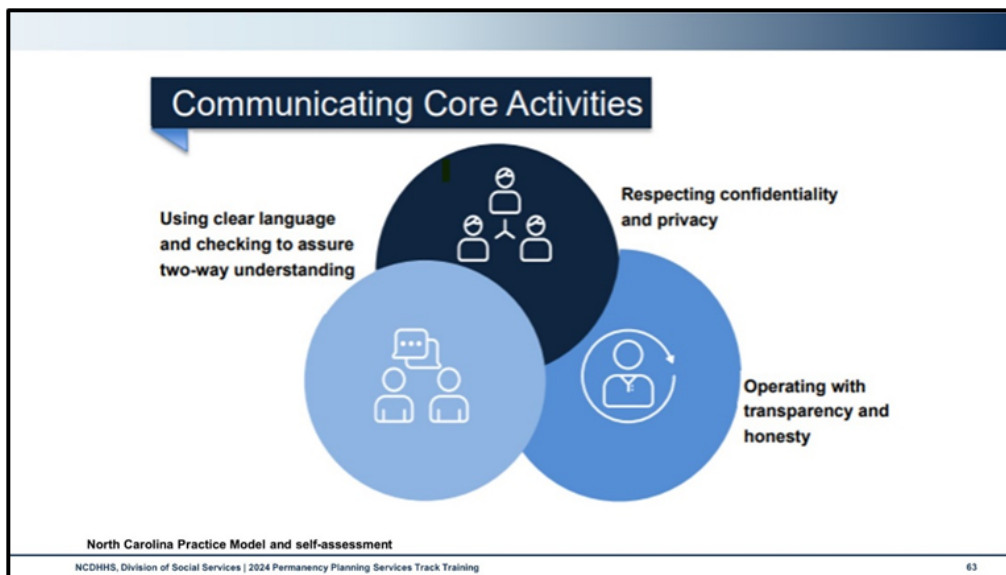 Communicating Core Activities
Using clear language
and checking to assure
two-way understanding
Respecting confidentiality
and privacy
Operating with
transparency and
honesty
North Carolina Practice Model and self-assessment
NCDHHS, Division of Social Services | 2024 Permanency Planning Services Track Training
63